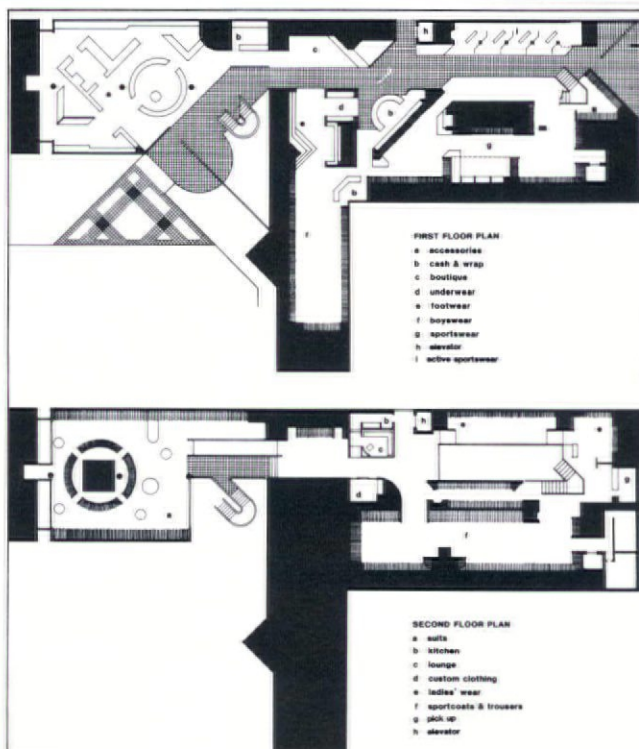 h
b
c
i
d
b
e
g
b
f
FIRST FLOOR PLAN
a accessories
b cash & wrap
c boutique
d underwear
e footwear
f boyswear
g sportswear
h elevator
i active sportswear
b
h
e
c
e
g
d
a
f
SECOND FLOOR PLAN
a suits
b kitchen
c lounge
d custom clothing
e ladies' wear
f sportcoats & trousers
g pick up
h elevator